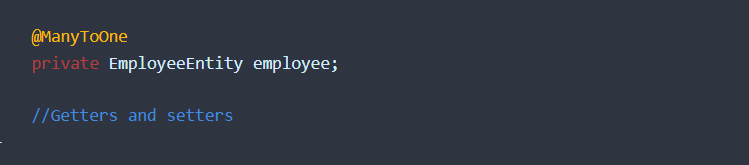 @ManyToOne
private EmployeeEntity employee;
//Getters and setters